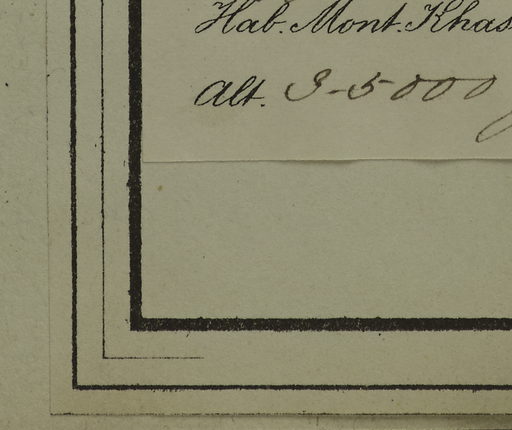 Hab. Mont. Khas
Alt. 3-5000